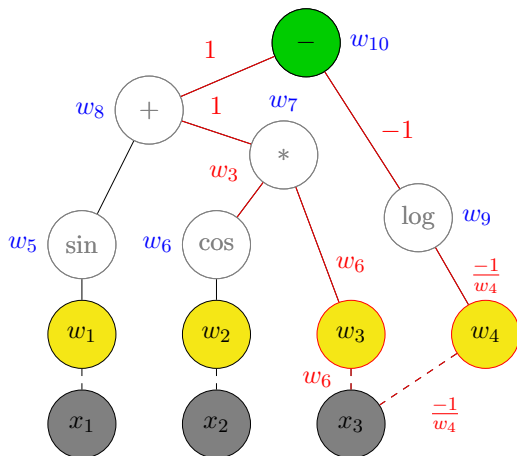 1 − w₁₀
w₈ + 1 w₇
w₃ * −1
w₅ sin w₆ cos log w₉
w₆ -1/w₄
w₁ w₂ w₃ w₄
w₆
x₁ x₂ x₃ -1/w₄